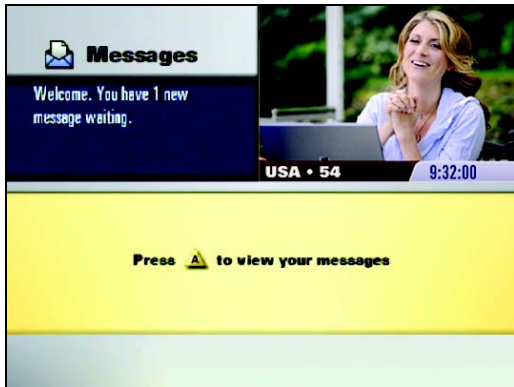 Messages
Welcome. You have 1 new
message waiting.
USA • 54
9:32:00
Press A to view your messages